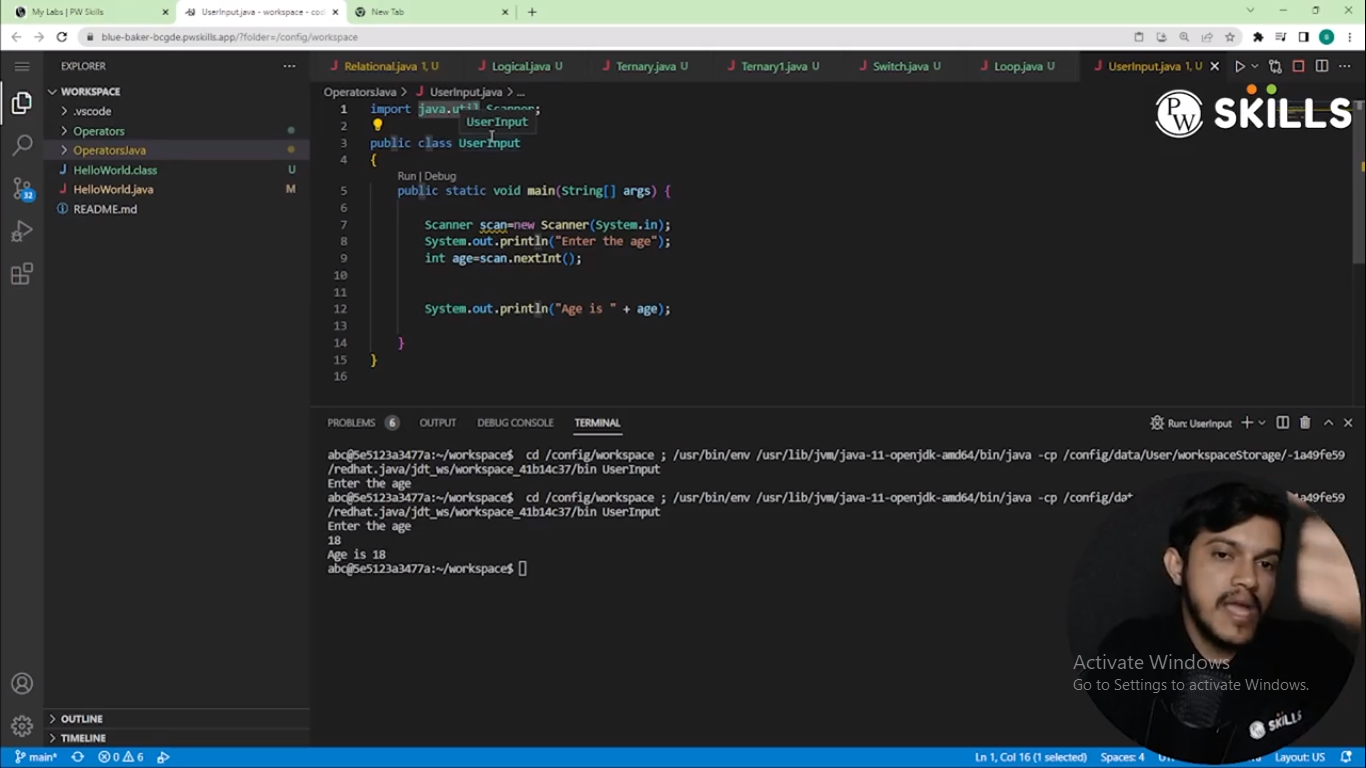 My Labs | PW Skills
UserInput.java - workspace - cod
New Tab
blue-baker-bcgde.pwskills.app/?folder=/config/workspace
EXPLORER
WORKSPACE
.vscode
Operators
OperatorsJava
HelloWorld.class U
HelloWorld.java M
README.md
32
OUTLINE
TIMELINE
Relational.java 1, U
Logical.java U
Ternary.java U
Ternary1.java U
Switch.java U
Loop.java U
UserInput.java 1, U
OperatorsJava > UserInput.java > ...
PW SKILLS
1 import java.util.Scanner;
UserInput
2
3 public class UserInput
4 {
Run | Debug
5 public static void main(String[] args) {
6
7 Scanner scan=new Scanner(System.in);
8 System.out.println("Enter the age");
9 int age=scan.nextInt();
10
11
12 System.out.println("Age is " + age);
13
14 }
15 }
16
PROBLEMS 6 OUTPUT DEBUG CONSOLE TERMINAL
Run: UserInput
abc@5e5123a3477a:~/workspace$ cd /config/workspace ; /usr/bin/env /usr/lib/jvm/java-11-openjdk-amd64/bin/java -cp /config/data/User/workspaceStorage/-1a49fe59
/redhat.java/jdt_ws/workspace_41b14c37/bin UserInput
Enter the age
abc@5e5123a3477a:~/workspace$ cd /config/workspace ; /usr/bin/env /usr/lib/jvm/java-11-openjdk-amd64/bin/java -cp /config/dat 1a49fe59
/redhat.java/jdt_ws/workspace_41b14c37/bin UserInput
Enter the age
18
Age is 18
abc@5e5123a3477a:~/workspace$
Activate Windows
Go to Settings to activate Windows.
SKILLS
main* 0 6
Ln 1, Col 16 (1 selected) Spaces: 4 Layout: US